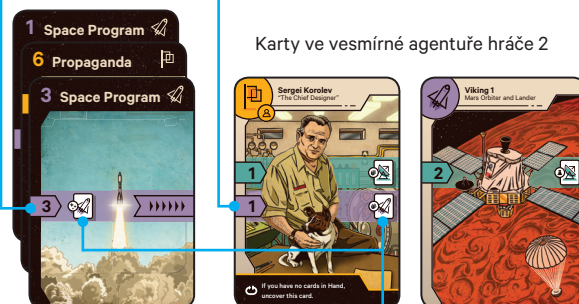 1 Space Program
6 Propaganda
3 Space Program
3
Karty ve vesmírné agentuře hráče 2
Sergei Korolev
"The Chief Designer"
1
1
If you have no cards in Hand,
uncover this card.
Viking 1
Mars Orbiter and Lander
2